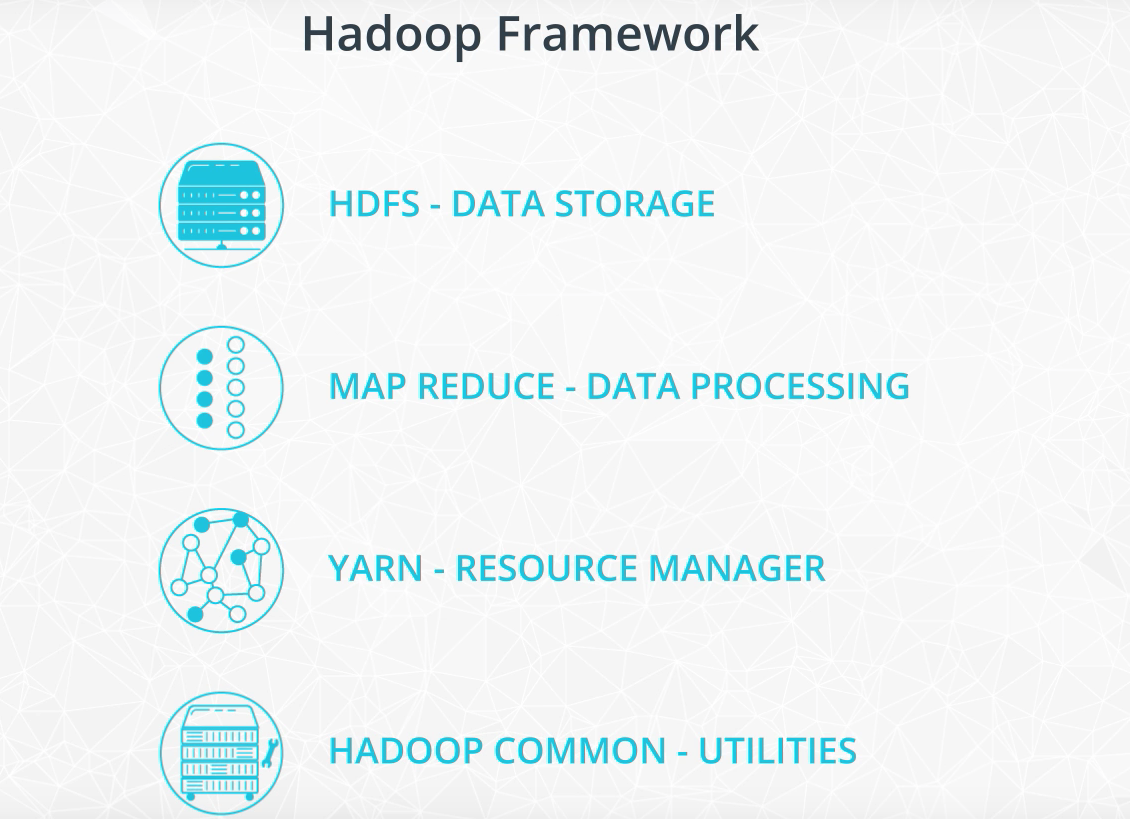 Hadoop Framework
HDFS - DATA STORAGE
MAP REDUCE - DATA PROCESSING
YARN - RESOURCE MANAGER
HADOOP COMMON - UTILITIES